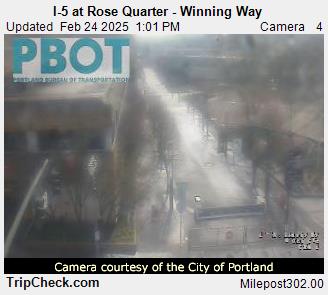 I-5 at Rose Quarter - Winning Way
Updated Feb 24 2025 1:01 PM Camera 4
PBOT
PORTLAND BUREAU OF TRANSPORTATION
Camera courtesy of the City of Portland
TripCheck.com Milepost302.00